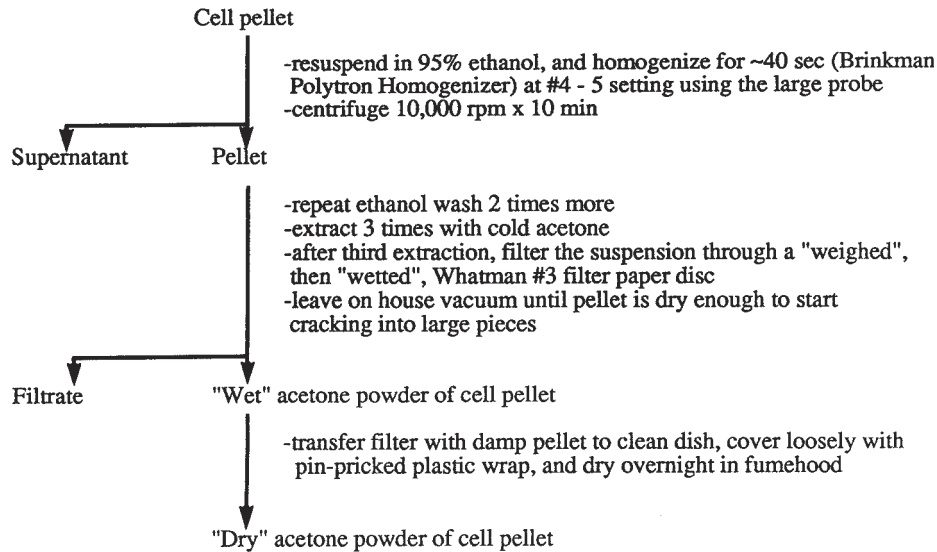 Cell pellet
-resuspend in 95% ethanol, and homogenize for ~40 sec (Brinkman
Polytron Homogenizer) at #4 - 5 setting using the large probe
-centrifuge 10,000 rpm x 10 min
Supernatant
Pellet
-repeat ethanol wash 2 times more
-extract 3 times with cold acetone
-after third extraction, filter the suspension through a "weighed",
then "wetted", Whatman #3 filter paper disc
-leave on house vacuum until pellet is dry enough to start
cracking into large pieces
Filtrate
"Wet" acetone powder of cell pellet
-transfer filter with damp pellet to clean dish, cover loosely with
pin-pricked plastic wrap, and dry overnight in fumehood
"Dry" acetone powder of cell pellet